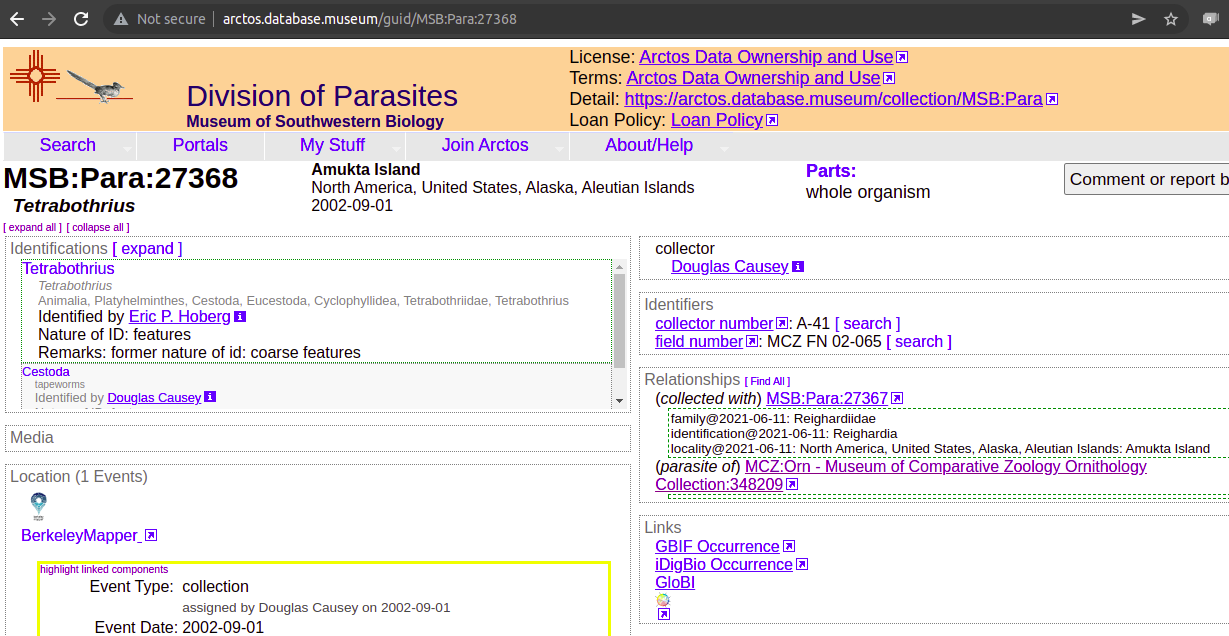 Not secure arctos.database.museum/guid/MSB:Para:27368
Division of Parasites
Museum of Southwestern Biology
License: Arctos Data Ownership and Use
Terms: Arctos Data Ownership and Use
Detail: https://arctos.database.museum/collection/MSB:Para
Loan Policy: Loan Policy
Search Portals My Stuff Join Arctos About/Help
MSB:Para:27368
Tetrabothrius
Amukta Island
North America, United States, Alaska, Aleutian Islands
2002-09-01
Parts:
whole organism
Comment or report b
[ expand all ] [ collapse all ]
Identifications [ expand ]
Tetrabothrius
Tetrabothrius
Animalia, Platyhelminthes, Cestoda, Eucestoda, Cyclophyllidea, Tetrabothriidae, Tetrabothrius
Identified by Eric P. Hoberg
Nature of ID: features
Remarks: former nature of id: coarse features
Cestoda
tapeworms
Identified by Douglas Causey
Media
Location (1 Events)
BerkeleyMapper
highlight linked components
Event Type: collection
assigned by Douglas Causey on 2002-09-01
Event Date: 2002-09-01
collector
Douglas Causey
Identifiers
collector number: A-41 [ search ]
field number: MCZ FN 02-065 [ search ]
Relationships [ Find All ]
(collected with) MSB:Para:27367
family@2021-06-11: Reighardiidae
identification@2021-06-11: Reighardia
locality@2021-06-11: North America, United States, Alaska, Aleutian Islands: Amukta Island
(parasite of) MCZ:Orn - Museum of Comparative Zoology Ornithology
Collection:348209
Links
GBIF Occurrence
iDigBio Occurrence
GloBI